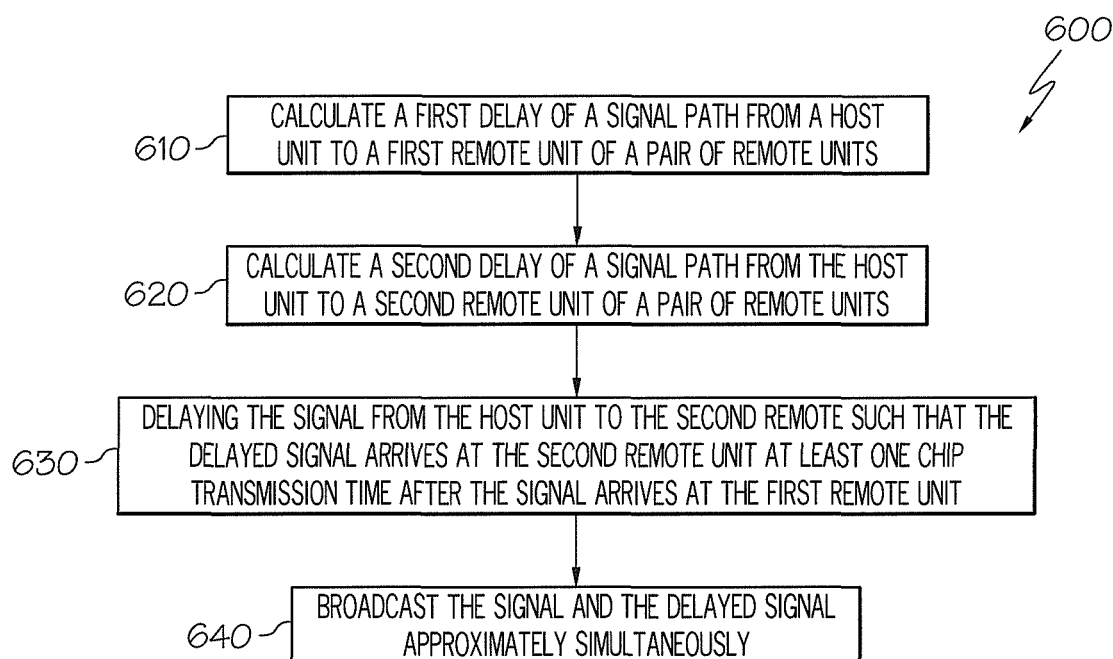 600
CALCULATE A FIRST DELAY OF A SIGNAL PATH FROM A HOST
UNIT TO A FIRST REMOTE UNIT OF A PAIR OF REMOTE UNITS
610
CALCULATE A SECOND DELAY OF A SIGNAL PATH FROM THE HOST
UNIT TO A SECOND REMOTE UNIT OF A PAIR OF REMOTE UNITS
620
DELAYING THE SIGNAL FROM THE HOST UNIT TO THE SECOND REMOTE SUCH THAT THE
DELAYED SIGNAL ARRIVES AT THE SECOND REMOTE UNIT AT LEAST ONE CHIP
TRANSMISSION TIME AFTER THE SIGNAL ARRIVES AT THE FIRST REMOTE UNIT
630
BROADCAST THE SIGNAL AND THE DELAYED SIGNAL
APPROXIMATELY SIMULTANEOUSLY
640